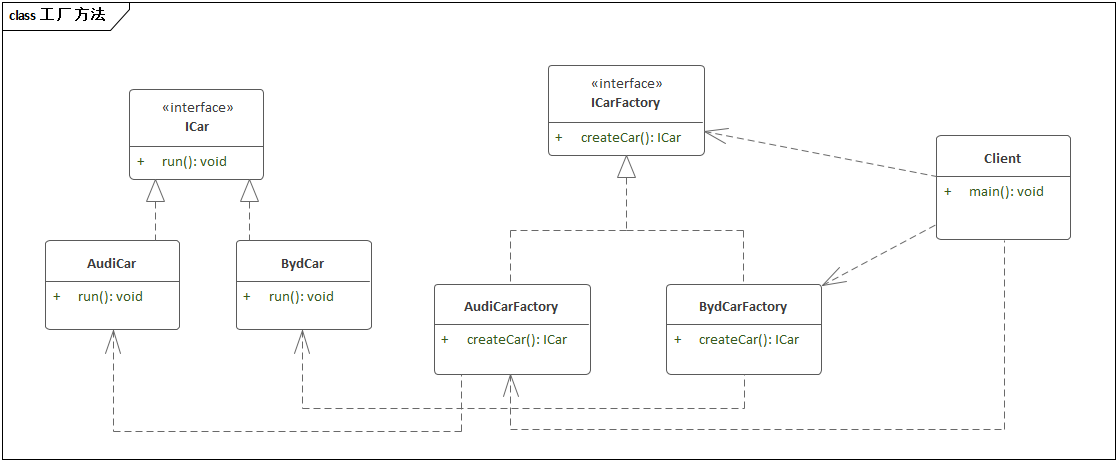 class 工厂方法
«interface»
ICar
+ run(): void
«interface»
ICarFactory
+ createCar(): ICar
Client
+ main(): void
AudiCar
+ run(): void
BydCar
+ run(): void
AudiCarFactory
+ createCar(): ICar
BydCarFactory
+ createCar(): ICar